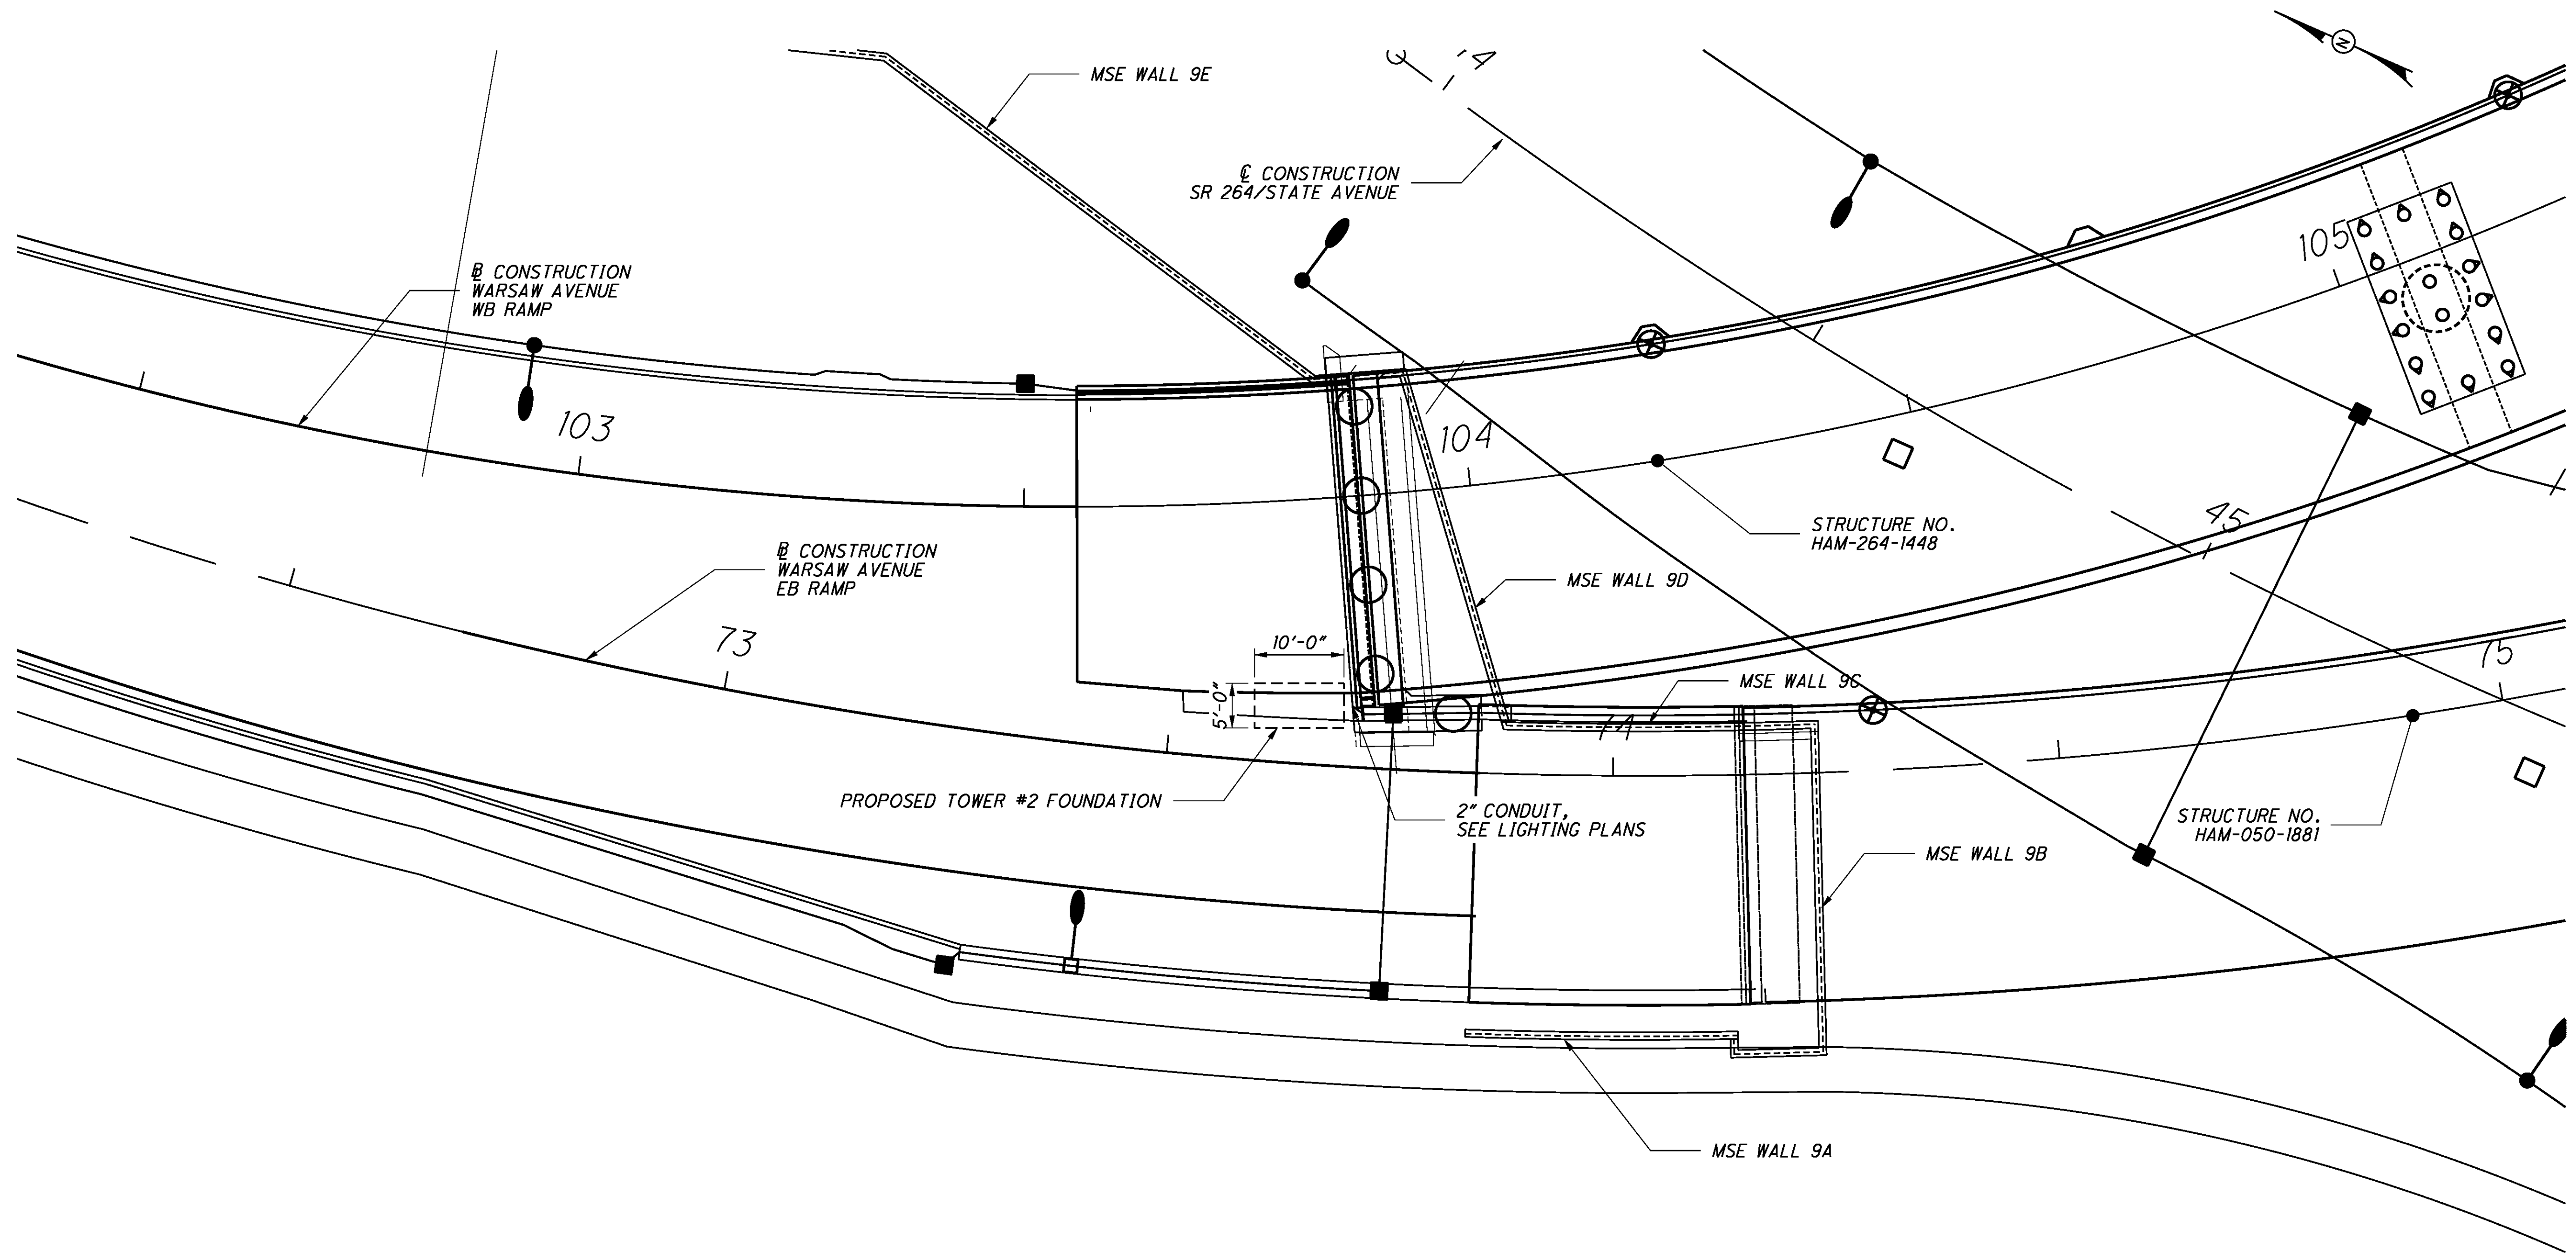 N
MSE WALL 9E
℄ CONSTRUCTION
SR 264/STATE AVENUE
105
B̲L CONSTRUCTION
WARSAW AVENUE
WB RAMP
103
104
45
STRUCTURE NO.
HAM-264-1448
B̲L CONSTRUCTION
WARSAW AVENUE
EB RAMP
MSE WALL 9D
73
10'-0"
5'-0"
MSE WALL 9C
75
PROPOSED TOWER #2 FOUNDATION
2" CONDUIT,
SEE LIGHTING PLANS
STRUCTURE NO.
HAM-050-1881
MSE WALL 9B
MSE WALL 9A